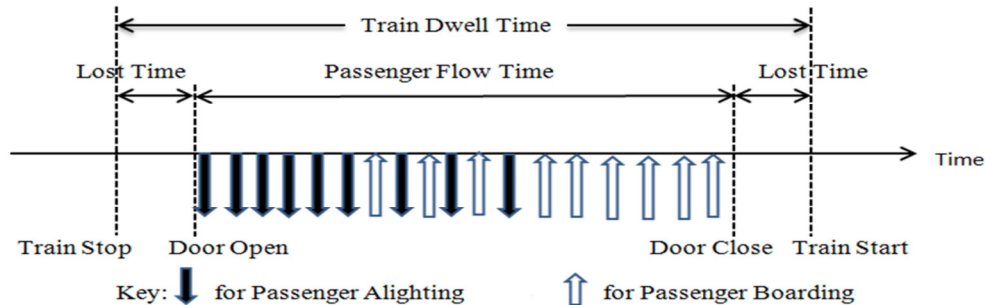 Train Dwell Time
Lost Time Passenger Flow Time Lost Time
Time
Train Stop Door Open Door Close Train Start
Key: for Passenger Alighting for Passenger Boarding